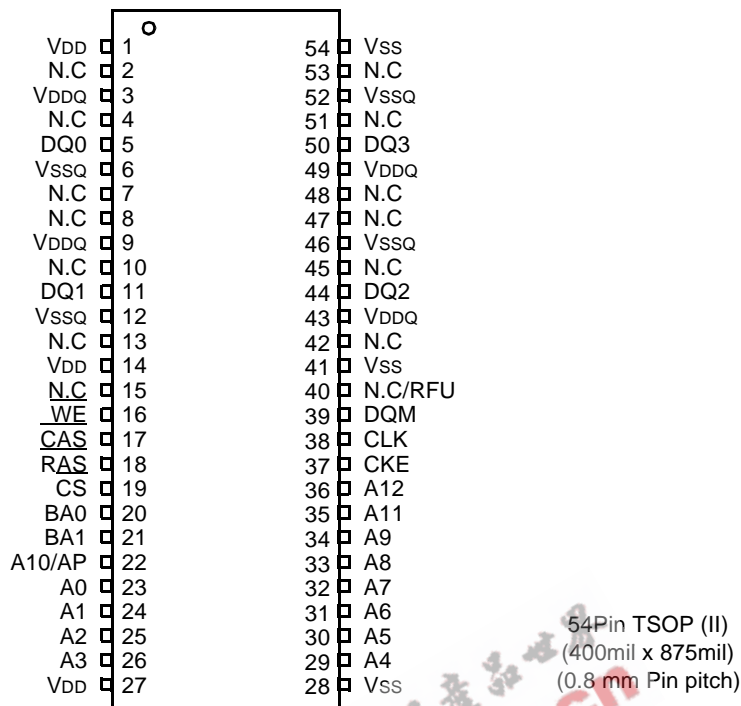 VDD 1 54 VSS
N.C 2 53 N.C
VDDQ 3 52 VSSQ
N.C 4 51 N.C
DQ0 5 50 DQ3
VSSQ 6 49 VDDQ
N.C 7 48 N.C
N.C 8 47 N.C
VDDQ 9 46 VSSQ
N.C 10 45 N.C
DQ1 11 44 DQ2
VSSQ 12 43 VDDQ
N.C 13 42 N.C
VDD 14 41 VSS
N.C 15 40 N.C/RFU
WE 16 39 DQM
CAS 17 38 CLK
RAS 18 37 CKE
CS 19 36 A12
BA0 20 35 A11
BA1 21 34 A9
A10/AP 22 33 A8
A0 23 32 A7
A1 24 31 A6
A2 25 30 A5
A3 26 29 A4
VDD 27 28 VSS
54Pin TSOP (II)
(400mil x 875mil)
(0.8 mm Pin pitch)